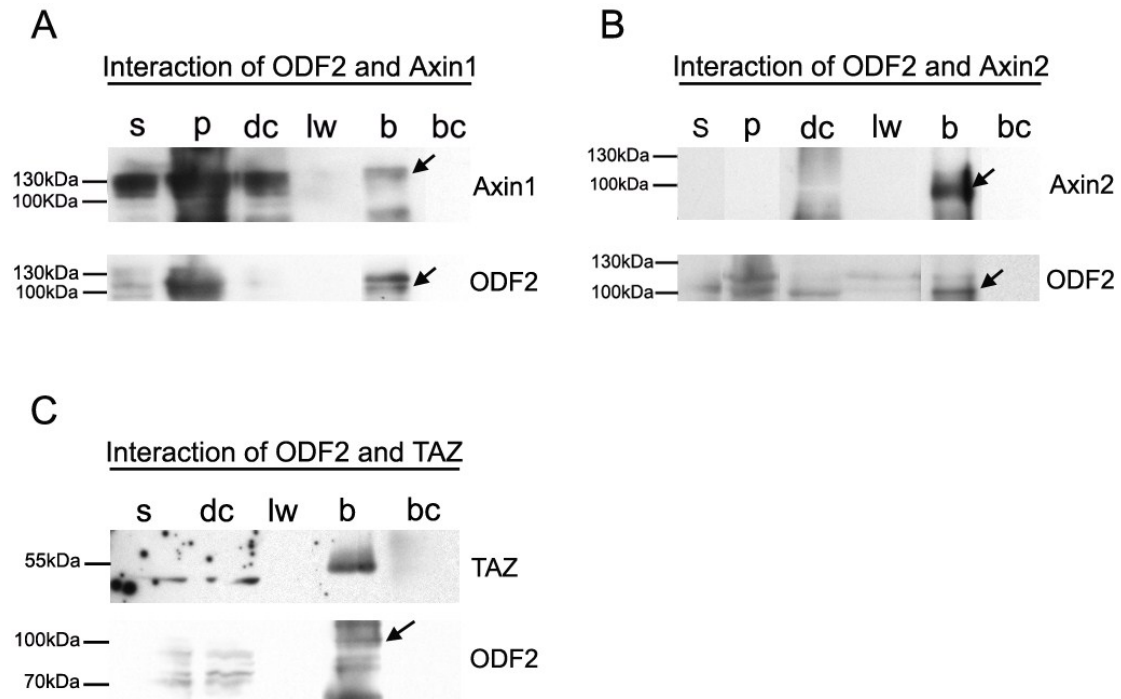 A
Interaction of ODF2 and Axin1
s p dc lw b bc
130kDa
100KDa
Axin1
130kDa
100kDa
ODF2
B
Interaction of ODF2 and Axin2
s p dc lw b bc
130kDa
100kDa
Axin2
130kDa
100kDa
ODF2
C
Interaction of ODF2 and TAZ
s dc lw b bc
55kDa
TAZ
100kDa
70kDa
ODF2